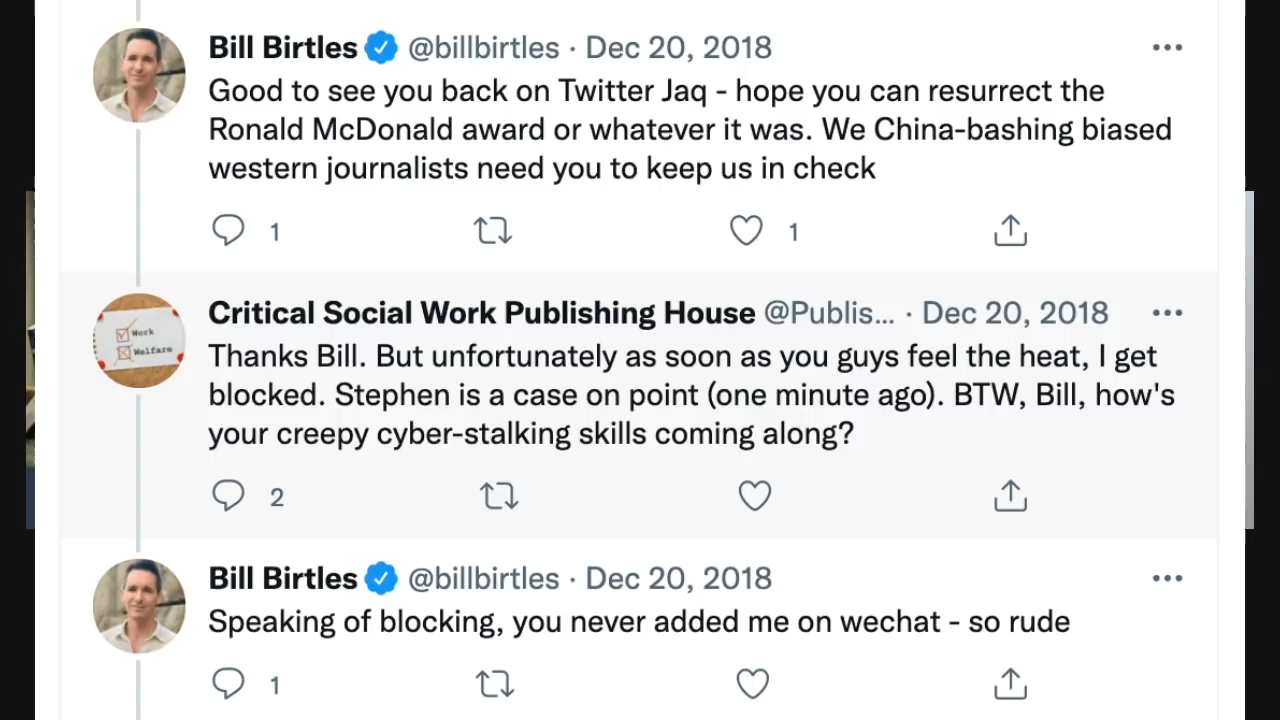 Bill Birtles @billbirtles · Dec 20, 2018
Good to see you back on Twitter Jaq - hope you can resurrect the
Ronald McDonald award or whatever it was. We China-bashing biased
western journalists need you to keep us in check
1 1
Critical Social Work Publishing House @Publis... · Dec 20, 2018
Work
Welfare
Thanks Bill. But unfortunately as soon as you guys feel the heat, I get
blocked. Stephen is a case on point (one minute ago). BTW, Bill, how's
your creepy cyber-stalking skills coming along?
2
Bill Birtles @billbirtles · Dec 20, 2018
Speaking of blocking, you never added me on wechat - so rude
1